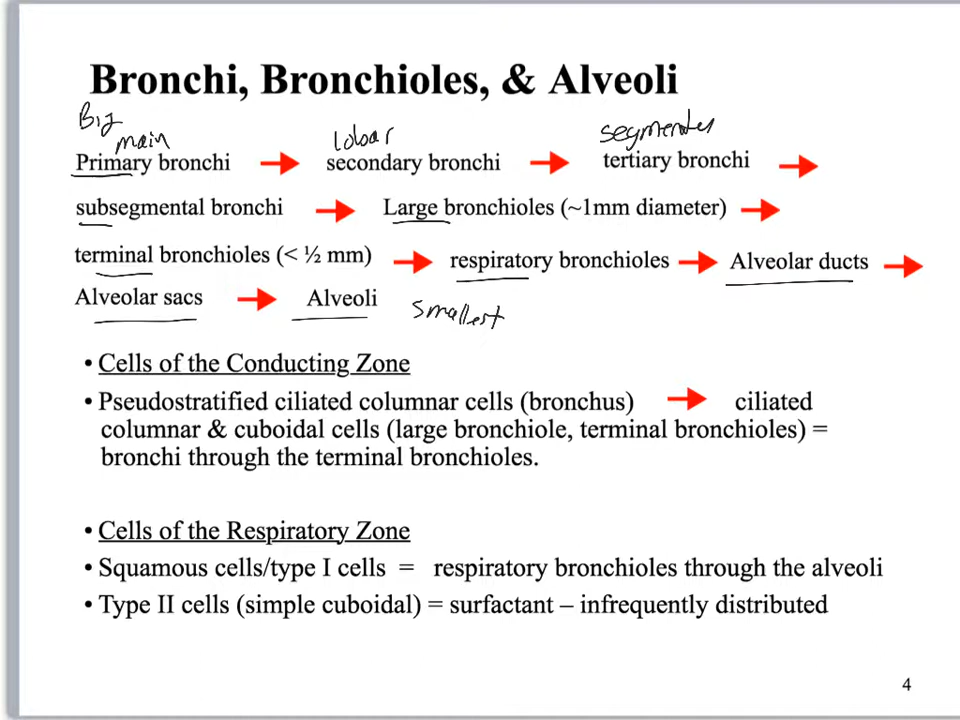 Bronchi, Bronchioles, & Alveoli
Big
main lobar segmental
Primary bronchi → secondary bronchi → tertiary bronchi →
subsegmental bronchi → Large bronchioles (~1mm diameter) →
terminal bronchioles (< ½ mm) → respiratory bronchioles → Alveolar ducts →
Alveolar sacs → Alveoli smallest
• Cells of the Conducting Zone
• Pseudostratified ciliated columnar cells (bronchus) → ciliated
columnar & cuboidal cells (large bronchiole, terminal bronchioles) =
bronchi through the terminal bronchioles.
• Cells of the Respiratory Zone
• Squamous cells/type I cells = respiratory bronchioles through the alveoli
• Type II cells (simple cuboidal) = surfactant – infrequently distributed
4